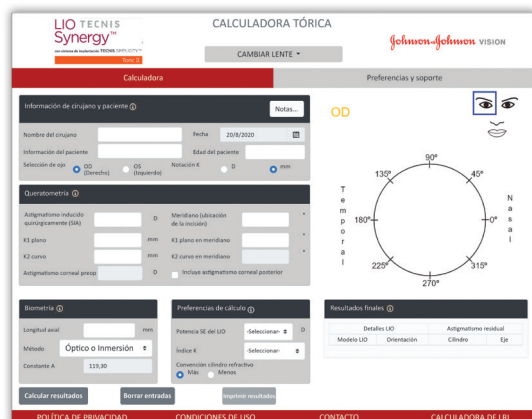 LIO TECNIS
Synergy™
con sistema de implantación TECNIS SIMPLICITY™
Toric II
CALCULADORA TÓRICA
CAMBIAR LENTE
Johnson & Johnson VISION
Calculadora
Preferencias y soporte
Información de cirujano y paciente
Notas...
Nombre del cirujano
Fecha 20/8/2020
Información del paciente
Edad del paciente
Selección de ojo OD (Derecho) OS (Izquierdo) Notación K D mm
Queratometría
Astigmatismo inducido quirúrgicamente (SIA) D
Meridiano (ubicación de la incisión) °
K1 plano mm
K1 plano en meridiano °
K2 curvo mm
K2 curvo en meridiano
Astigmatismo corneal preop D
Incluye astigmatismo corneal posterior
OD
90°
135° 45°
Temporal
180° 0°
Nasal
225° 315°
270°
Biometría
Longitud axial mm
Método Óptico o Inmersión
Constante A 119,30
Preferencias de cálculo
Potencia SE del LIO -Seleccionar- D
Índice K -Seleccionar-
Convención cilindro refractivo
Más Menos
Resultados finales
Detalles LIO Astigmatismo residual
Modelo LIO Orientación Cilindro Eje
Calcular resultados
Borrar entradas
Imprimir resultados
POLÍTICA DE PRIVACIDAD CONDICIONES DE USO CONTACTO CALCULADORA DE LRI